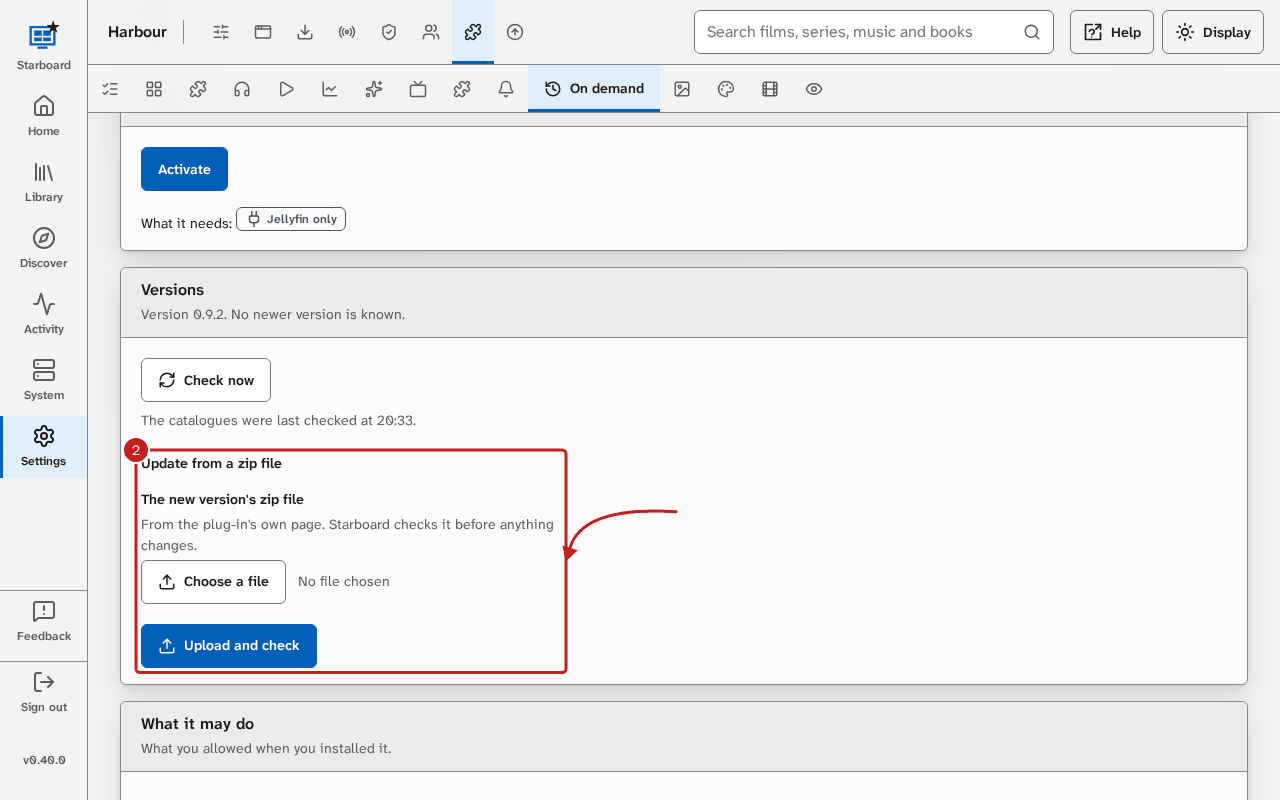 Starboard
Harbour
Search films, series, music and books
Help
Display
On demand
Home
Library
Discover
Activity
System
Settings
Feedback
Sign out
v0.40.0
Activate
What it needs: Jellyfin only
Versions
Version 0.9.2. No newer version is known.
Check now
The catalogues were last checked at 20:33.
2
Update from a zip file
The new version's zip file
From the plug-in's own page. Starboard checks it before anything
changes.
Choose a file No file chosen
Upload and check
What it may do
What you allowed when you installed it.